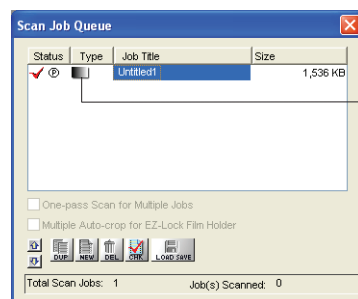 Scan Job Queue
Status Type Job Title Size
P Untitled1 1,536 KB
One-pass Scan for Multiple Jobs
Multiple Auto-crop for EZ-Lock Film Holder
DUP NEW DEL CHK LOAD SAVE
Total Scan Jobs: 1 Job(s) Scanned: 0